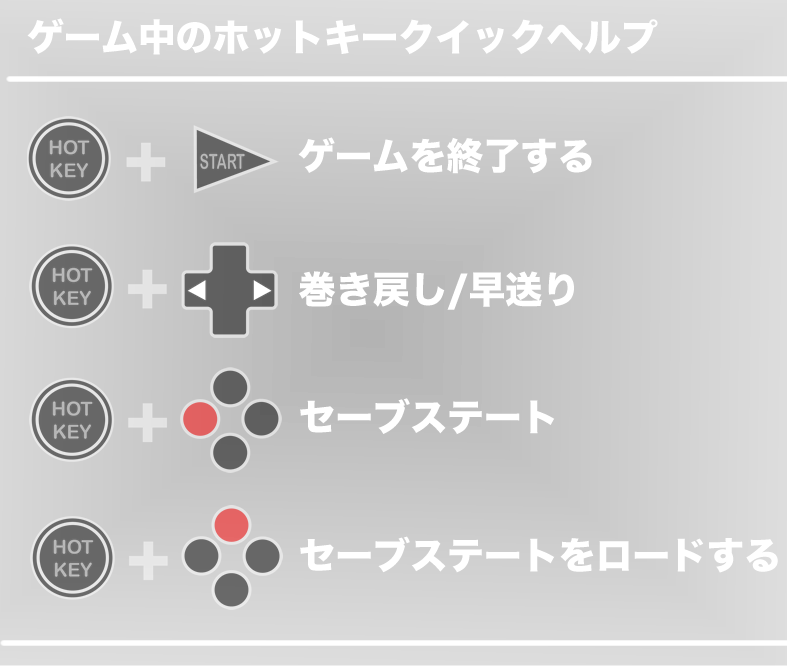 ゲーム中のホットキークイックヘルプ
HOT
KEY
START
ゲームを終了する
HOT
KEY
巻き戻し/早送り
HOT
KEY
セーブステート
HOT
KEY
セーブステートをロードする